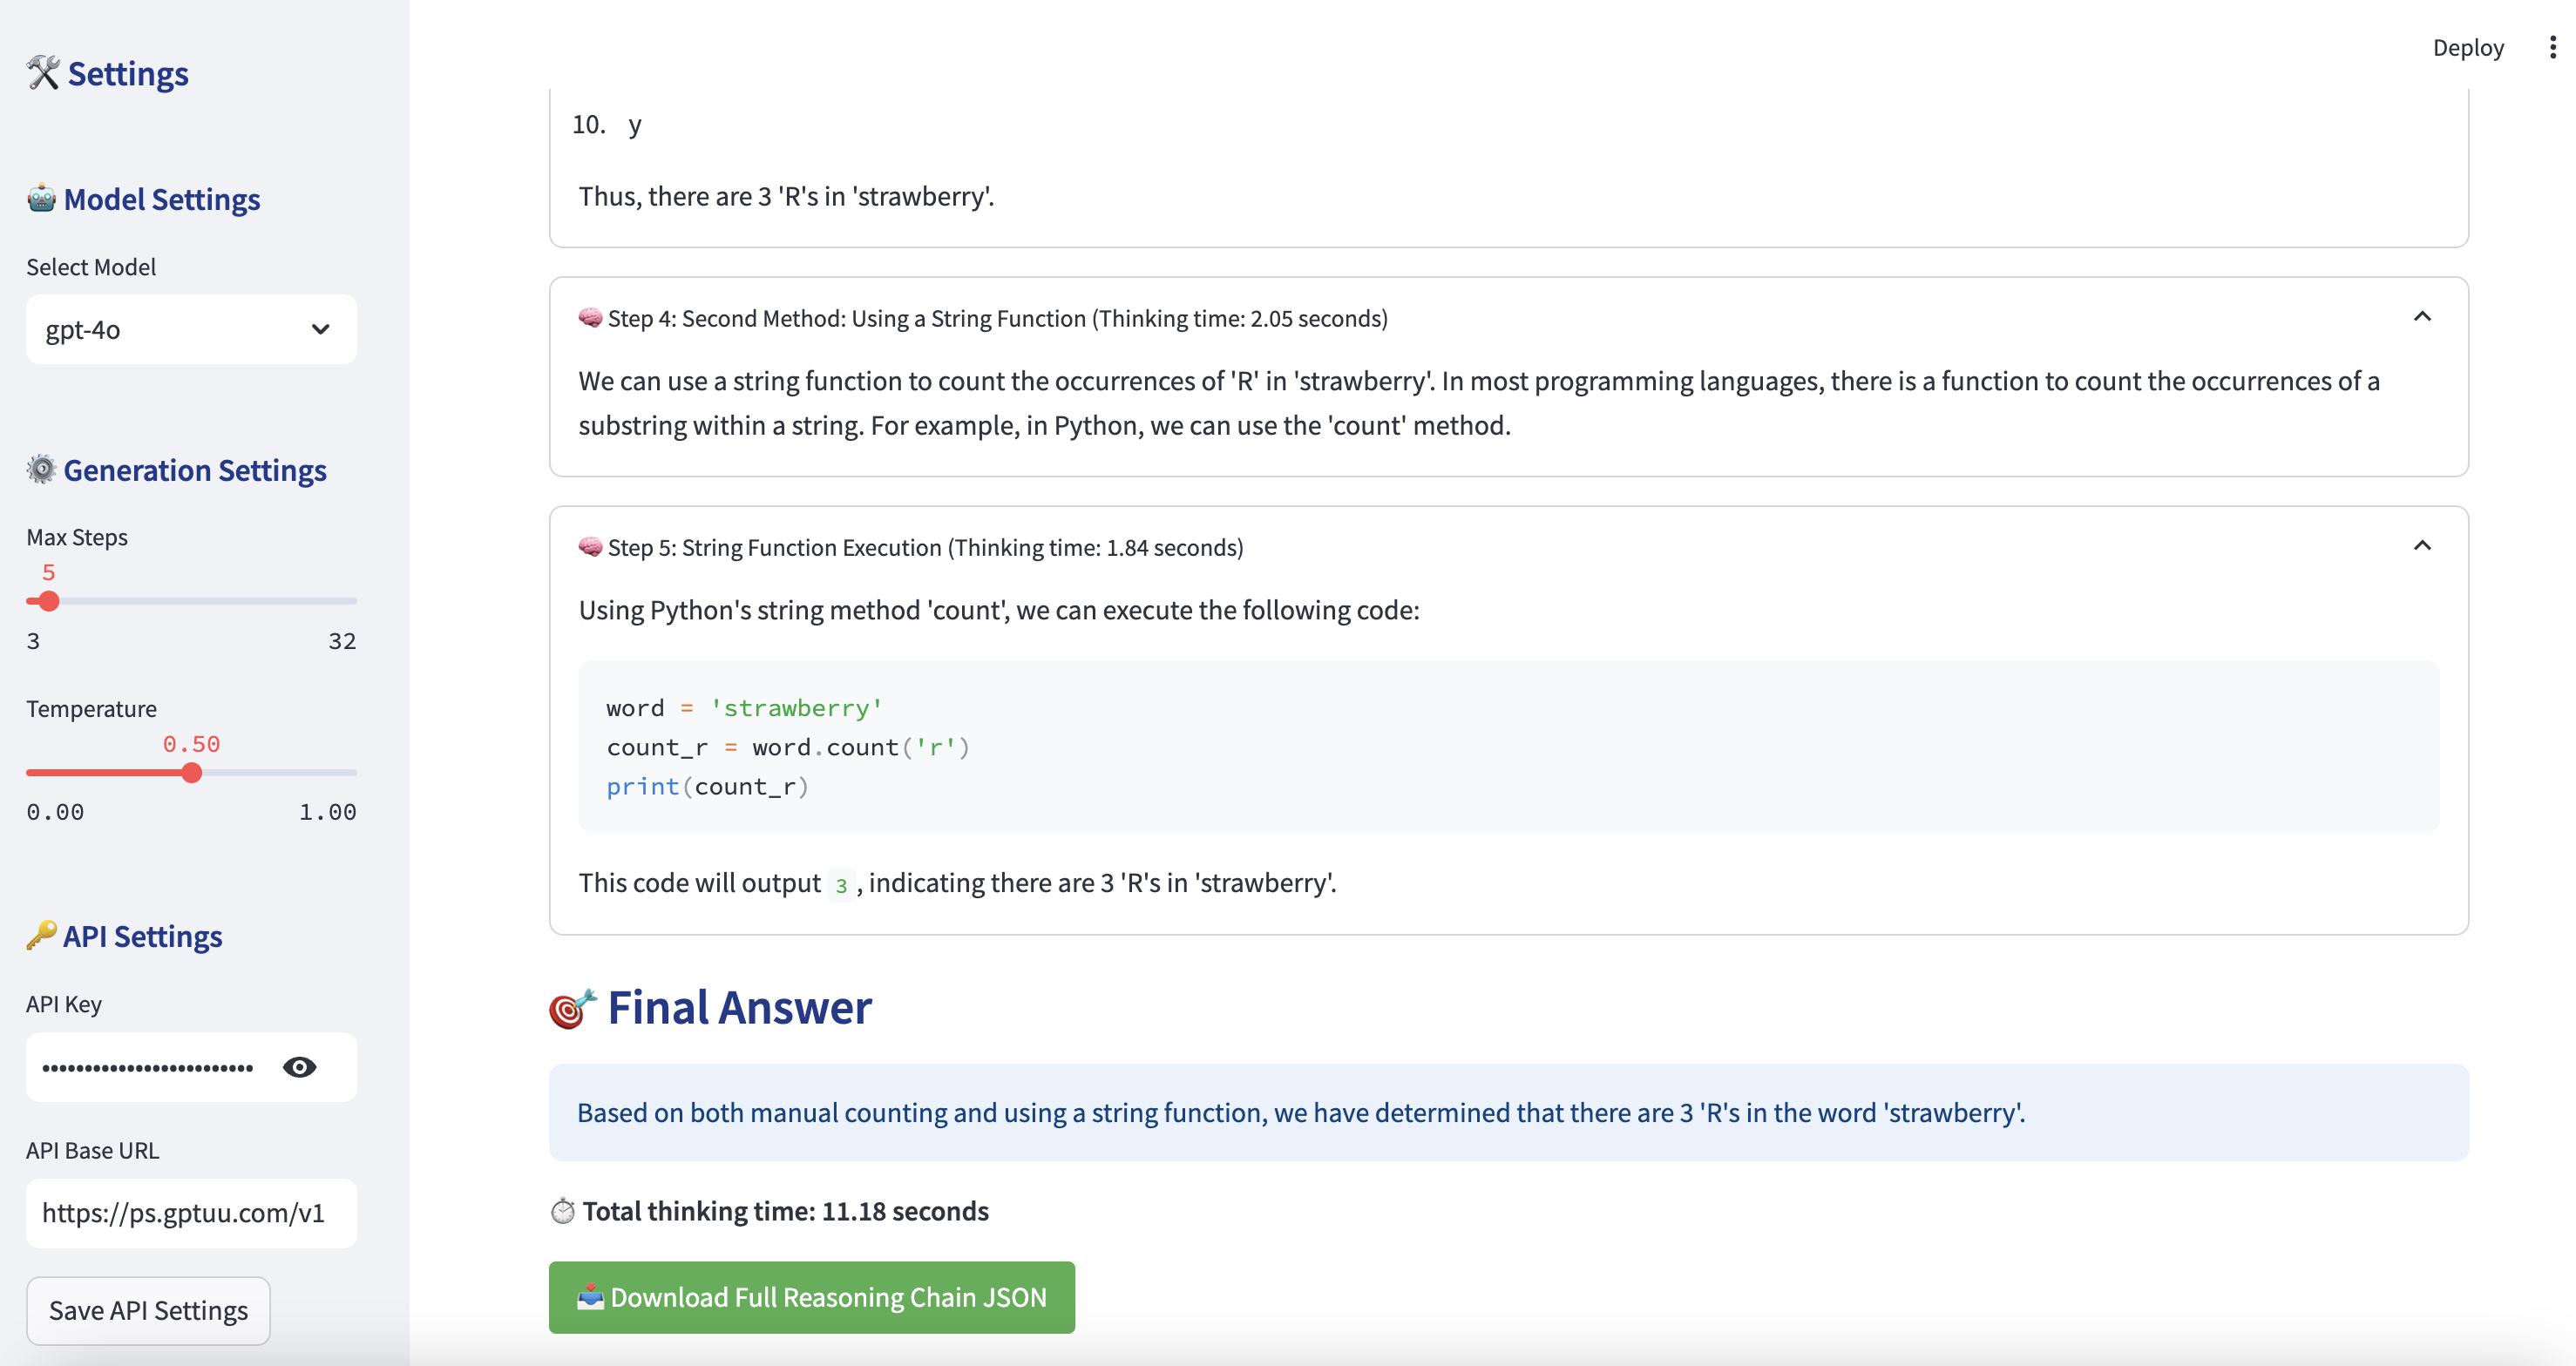 🛠️ Settings
🤖 Model Settings
Select Model
gpt-4o
⚙️ Generation Settings
Max Steps
5
3 32
Temperature
0.50
0.00 1.00
🔑 API Settings
API Key
••••••••••••••••••••••••••
API Base URL
https://ps.gptuu.com/v1
Save API Settings
Deploy
10. y
Thus, there are 3 'R's in 'strawberry'.
🧠 Step 4: Second Method: Using a String Function (Thinking time: 2.05 seconds)
We can use a string function to count the occurrences of 'R' in 'strawberry'. In most programming languages, there is a function to count the occurrences of a
substring within a string. For example, in Python, we can use the 'count' method.
🧠 Step 5: String Function Execution (Thinking time: 1.84 seconds)
Using Python's string method 'count', we can execute the following code:
word = 'strawberry'
count_r = word.count('r')
print(count_r)
This code will output 3 , indicating there are 3 'R's in 'strawberry'.
🎯 Final Answer
Based on both manual counting and using a string function, we have determined that there are 3 'R's in the word 'strawberry'.
⏱️ Total thinking time: 11.18 seconds
📥 Download Full Reasoning Chain JSON